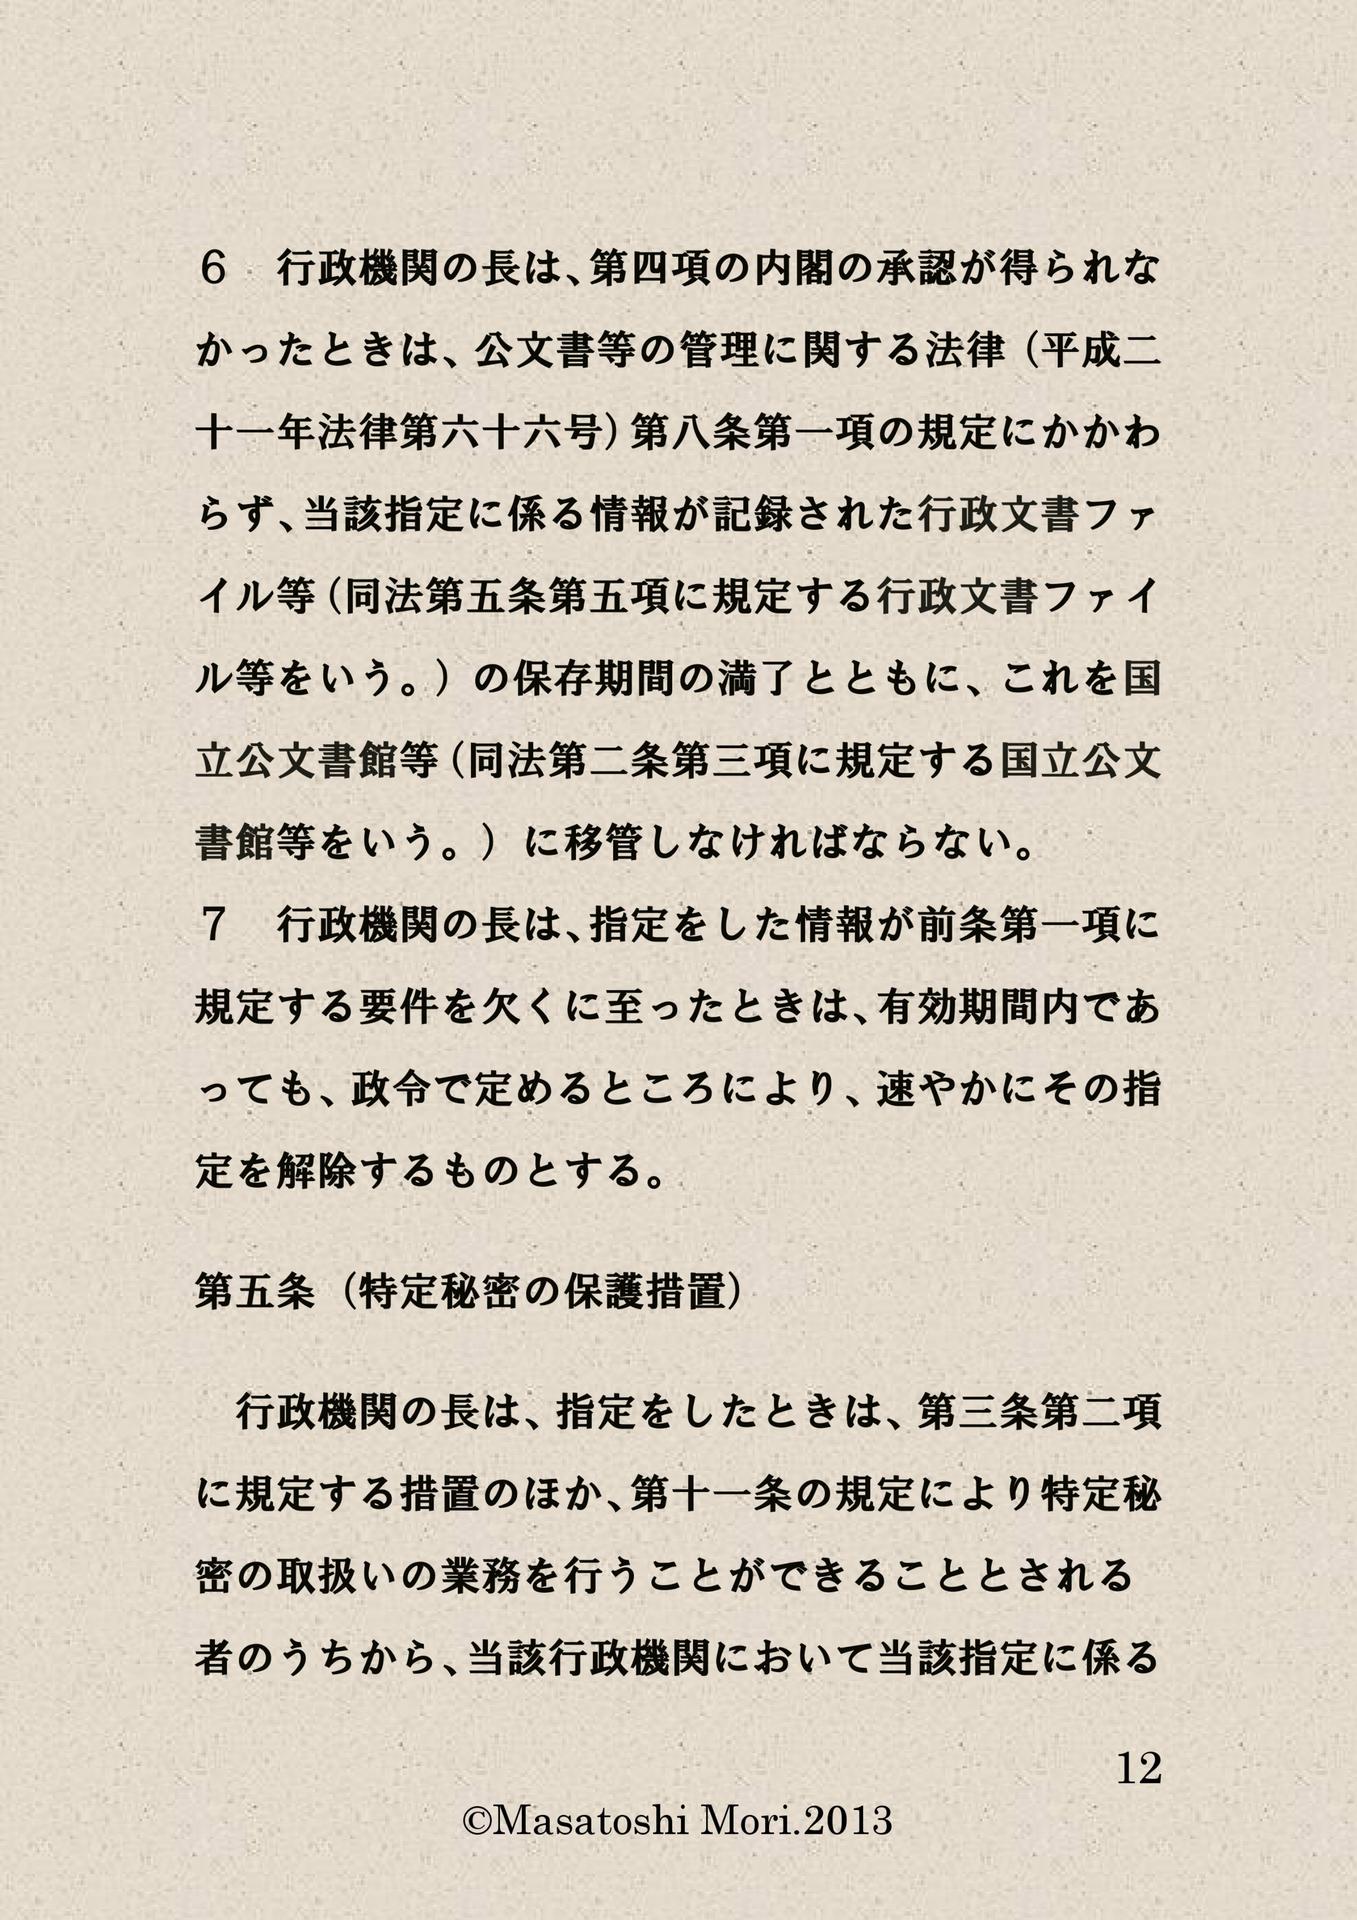 ６　行政機関の長は、第四項の内閣の承認が得られな
かったときは、公文書等の管理に関する法律（平成二
十一年法律第六十六号）第八条第一項の規定にかかわ
らず、当該指定に係る情報が記録された行政文書ファ
イル等（同法第五条第五項に規定する行政文書ファイ
ル等をいう。）の保存期間の満了とともに、これを国
立公文書館等（同法第二条第三項に規定する国立公文
書館等をいう。）に移管しなければならない。
７　行政機関の長は、指定をした情報が前条第一項に
規定する要件を欠くに至ったときは、有効期間内であ
っても、政令で定めるところにより、速やかにその指
定を解除するものとする。
第五条（特定秘密の保護措置）
　行政機関の長は、指定をしたときは、第三条第二項
に規定する措置のほか、第十一条の規定により特定秘
密の取扱いの業務を行うことができることとされる
者のうちから、当該行政機関において当該指定に係る
12
©Masatoshi Mori.2013